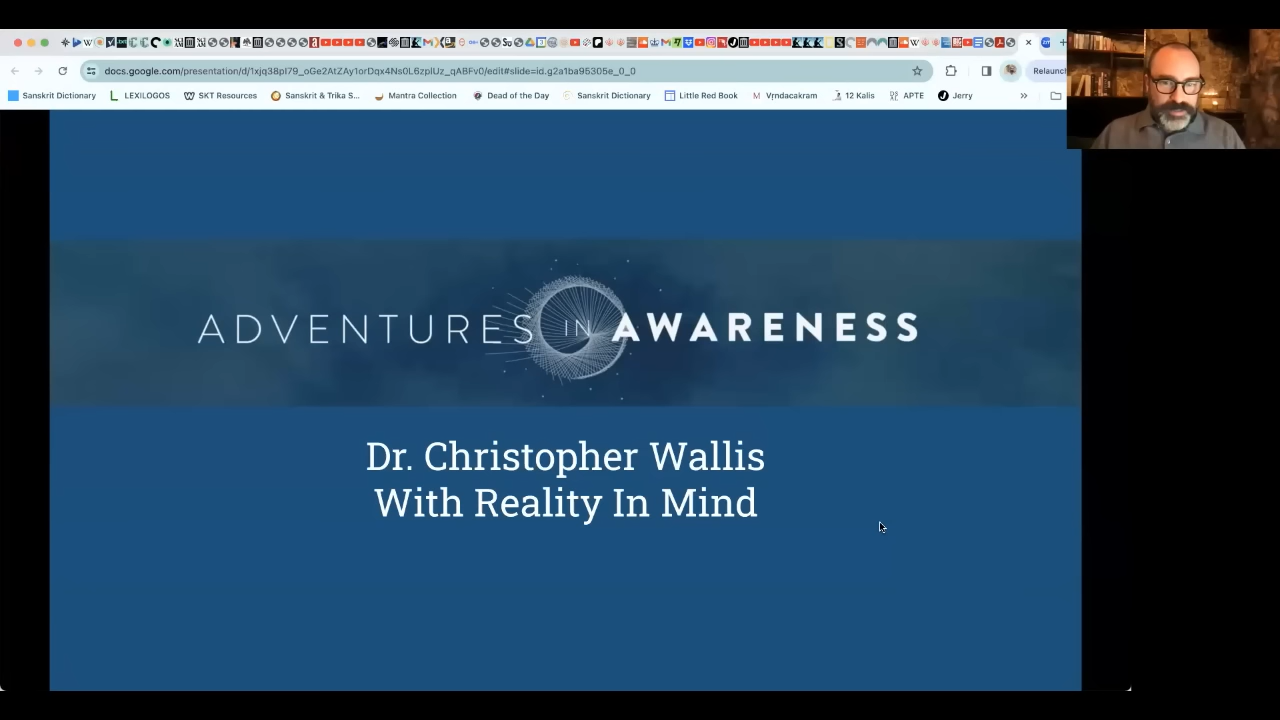 docs.google.com/presentation/d/1xjq38pI79_oGe2AtZAy1orDqx4Ns0L6zpIUz_qABFv0/edit#slide=id.g2a1ba95305e_0_0
Relaunch
Sanskrit Dictionary
LEXILOGOS
SKT Resources
Sanskrit & Trika S...
Mantra Collection
Dead of the Day
Sanskrit Dictionary
Little Red Book
Vṛndacakram
12 Kalis
APTE
Jerry
ADVENTURES IN AWARENESS
Dr. Christopher Wallis
With Reality In Mind